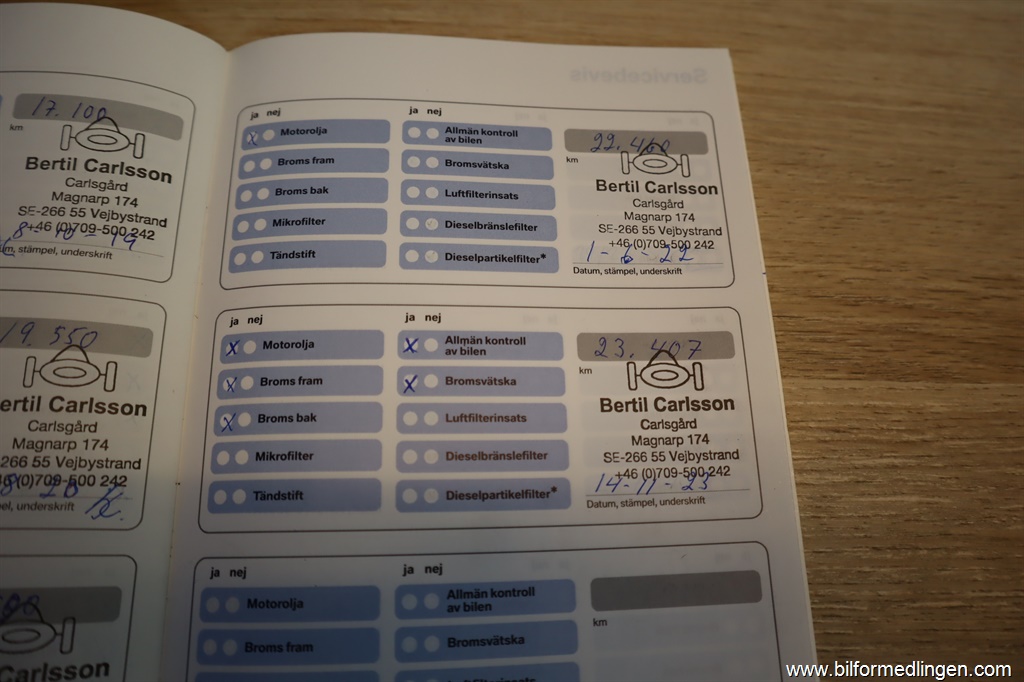 17.100
km
Bertil Carlsson
Carlsgård
Magnarp 174
SE-266 55 Vejbystrand
+46 (0)709-500 242
8-10-19
um, stämpel, underskrift
19.550
ertil Carlsson
Carlsgård
Magnarp 174
266 55 Vejbystrand
6(0)709-500 242
8 20
el, underskrift
Carlsson
Servicebevis
ja nej
Motorolja
Broms fram
Broms bak
Mikrofilter
Tändstift
ja nej
Allmän kontroll
av bilen
Bromsvätska
Luftfilterinsats
Dieselbränslefilter
Dieselpartikelfilter*
22.460
km
Bertil Carlsson
Carlsgård
Magnarp 174
SE-266 55 Vejbystrand
+46 (0)709-500 242
1-6-22
Datum, stämpel, underskrift
ja nej
X Motorolja
X Broms fram
X Broms bak
Mikrofilter
Tändstift
ja nej
X Allmän kontroll
av bilen
X Bromsvätska
Luftfilterinsats
Dieselbränslefilter
Dieselpartikelfilter*
23.407
km
Bertil Carlsson
Carlsgård
Magnarp 174
SE-266 55 Vejbystrand
+46 (0)709-500 242
14-11-23
Datum, stämpel, underskrift
ja nej
Motorolja
Broms fram
ja nej
Allmän kontroll
av bilen
Bromsvätska
km
www.bilformedlingen.com